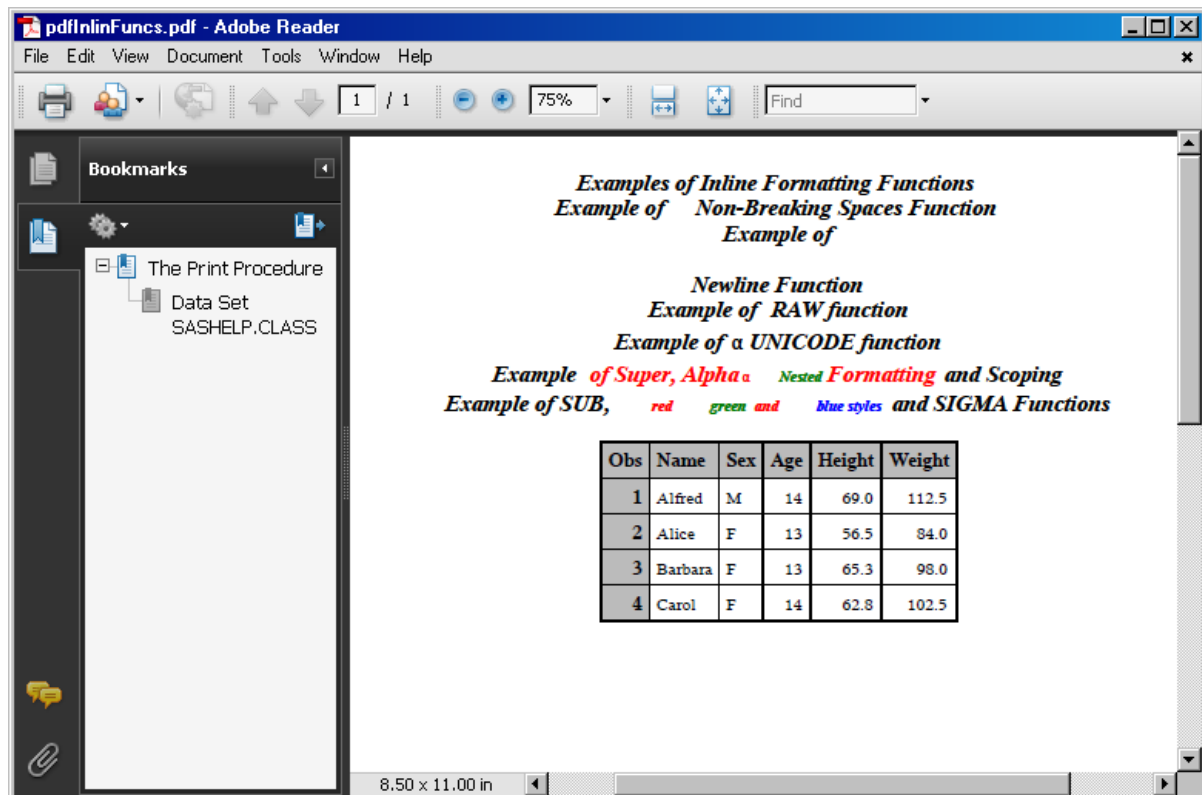 pdfInlinFuncs.pdf - Adobe Reader
File Edit View Document Tools Window Help
1 / 1 75% Find
Bookmarks
The Print Procedure
Data Set
SASHELP.CLASS
Examples of Inline Formatting Functions
Example of Non-Breaking Spaces Function
Example of
Newline Function
Example of RAW function
Example of α UNICODE function
Example of Super, Alpha α Nested Formatting and Scoping
Example of SUB, red green and blue styles and SIGMA Functions
Obs Name Sex Age Height Weight
1 Alfred M 14 69.0 112.5
2 Alice F 13 56.5 84.0
3 Barbara F 13 65.3 98.0
4 Carol F 14 62.8 102.5
8.50 x 11.00 in